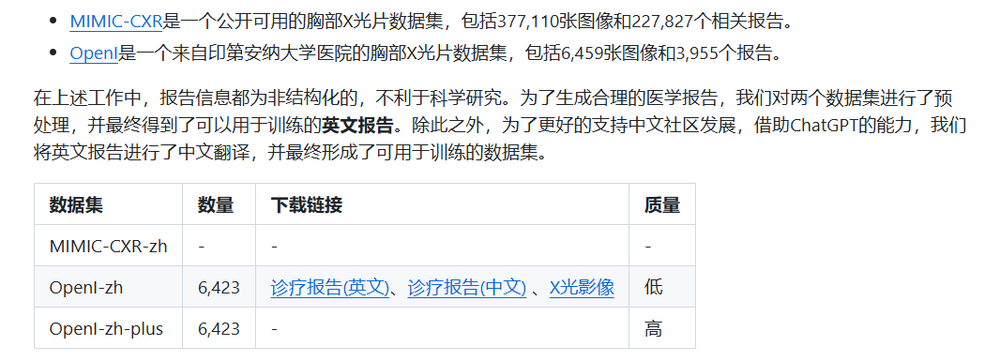 MIMIC-CXR是一个公开可用的胸部X光片数据集，包括377,110张图像和227,827个相关报告。
OpenI是一个来自印第安纳大学医院的胸部X光片数据集，包括6,459张图像和3,955个报告。
在上述工作中，报告信息都为非结构化的，不利于科学研究。为了生成合理的医学报告，我们对两个数据集进行了预
处理，并最终得到了可以用于训练的英文报告。除此之外，为了更好的支持中文社区发展，借助ChatGPT的能力，我们
将英文报告进行了中文翻译，并最终形成了可用于训练的数据集。
数据集 数量 下载链接 质量
MIMIC-CXR-zh - - -
OpenI-zh 6,423 诊疗报告(英文)、诊疗报告(中文) 、X光影像 低
OpenI-zh-plus 6,423 - 高